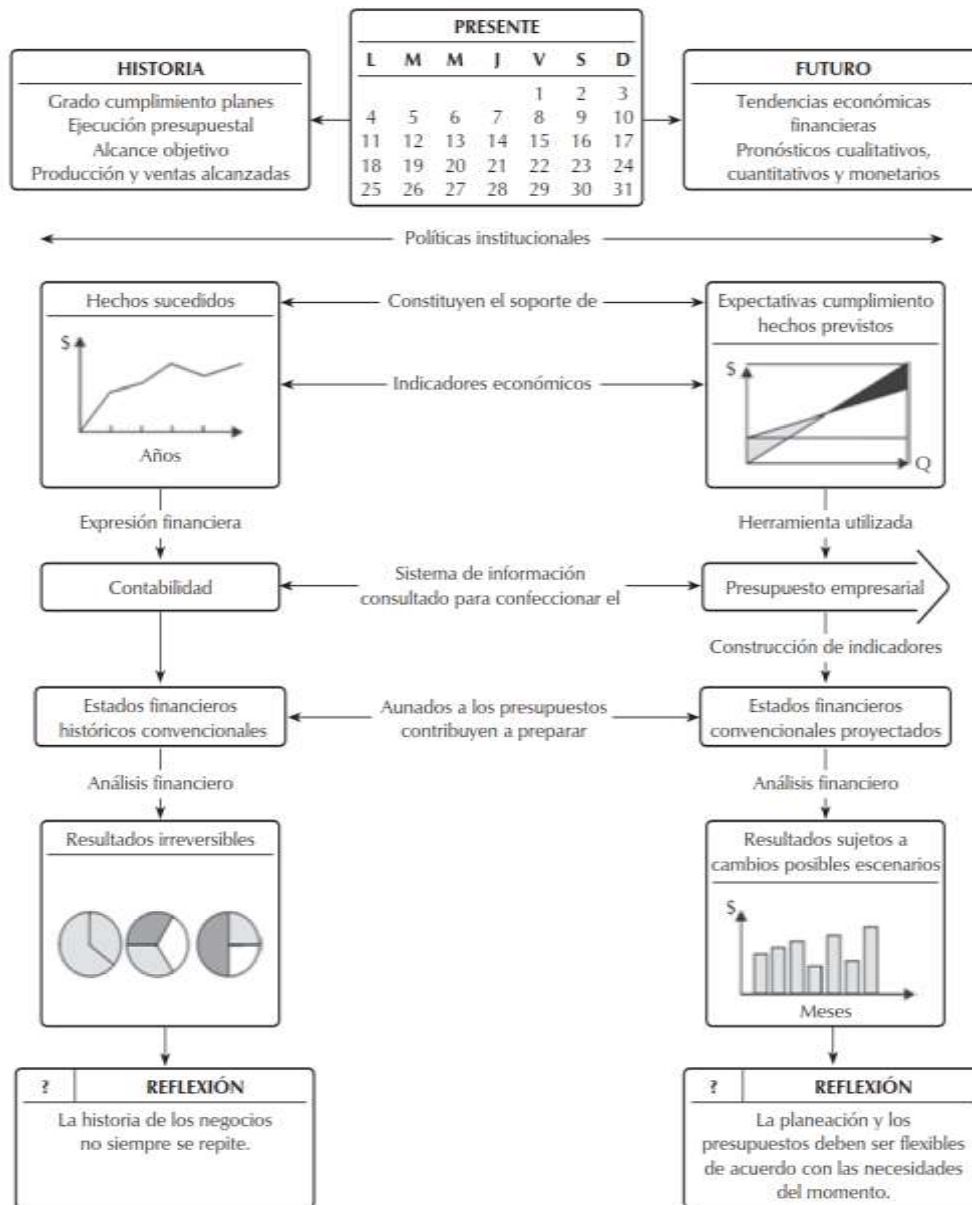 PRESENTE
L M M J V S D
1 2 3
4 5 6 7 8 9 10
11 12 13 14 15 16 17
18 19 20 21 22 23 24
25 26 27 28 29 30 31
HISTORIA
Grado cumplimiento planes
Ejecución presupuestal
Alcance objetivo
Producción y ventas alcanzadas
FUTURO
Tendencias económicas
financieras
Pronósticos cualitativos,
cuantitativos y monetarios
Políticas institucionales
Hechos sucedidos
$
Años
Constituyen el soporte de
Indicadores económicos
Expectativas cumplimiento
hechos previstos
$
Q
Expresión financiera
Herramienta utilizada
Contabilidad
Sistema de información
consultado para confeccionar el
Presupuesto empresarial
Construcción de indicadores
Estados financieros
históricos convencionales
Aunados a los presupuestos
contribuyen a preparar
Estados financieros
convencionales proyectados
Análisis financiero
Análisis financiero
Resultados irreversibles
Resultados sujetos a
cambios posibles escenarios
$
Meses
? REFLEXIÓN
La historia de los negocios
no siempre se repite.
? REFLEXIÓN
La planeación y los
presupuestos deben ser flexibles
de acuerdo con las necesidades
del momento.